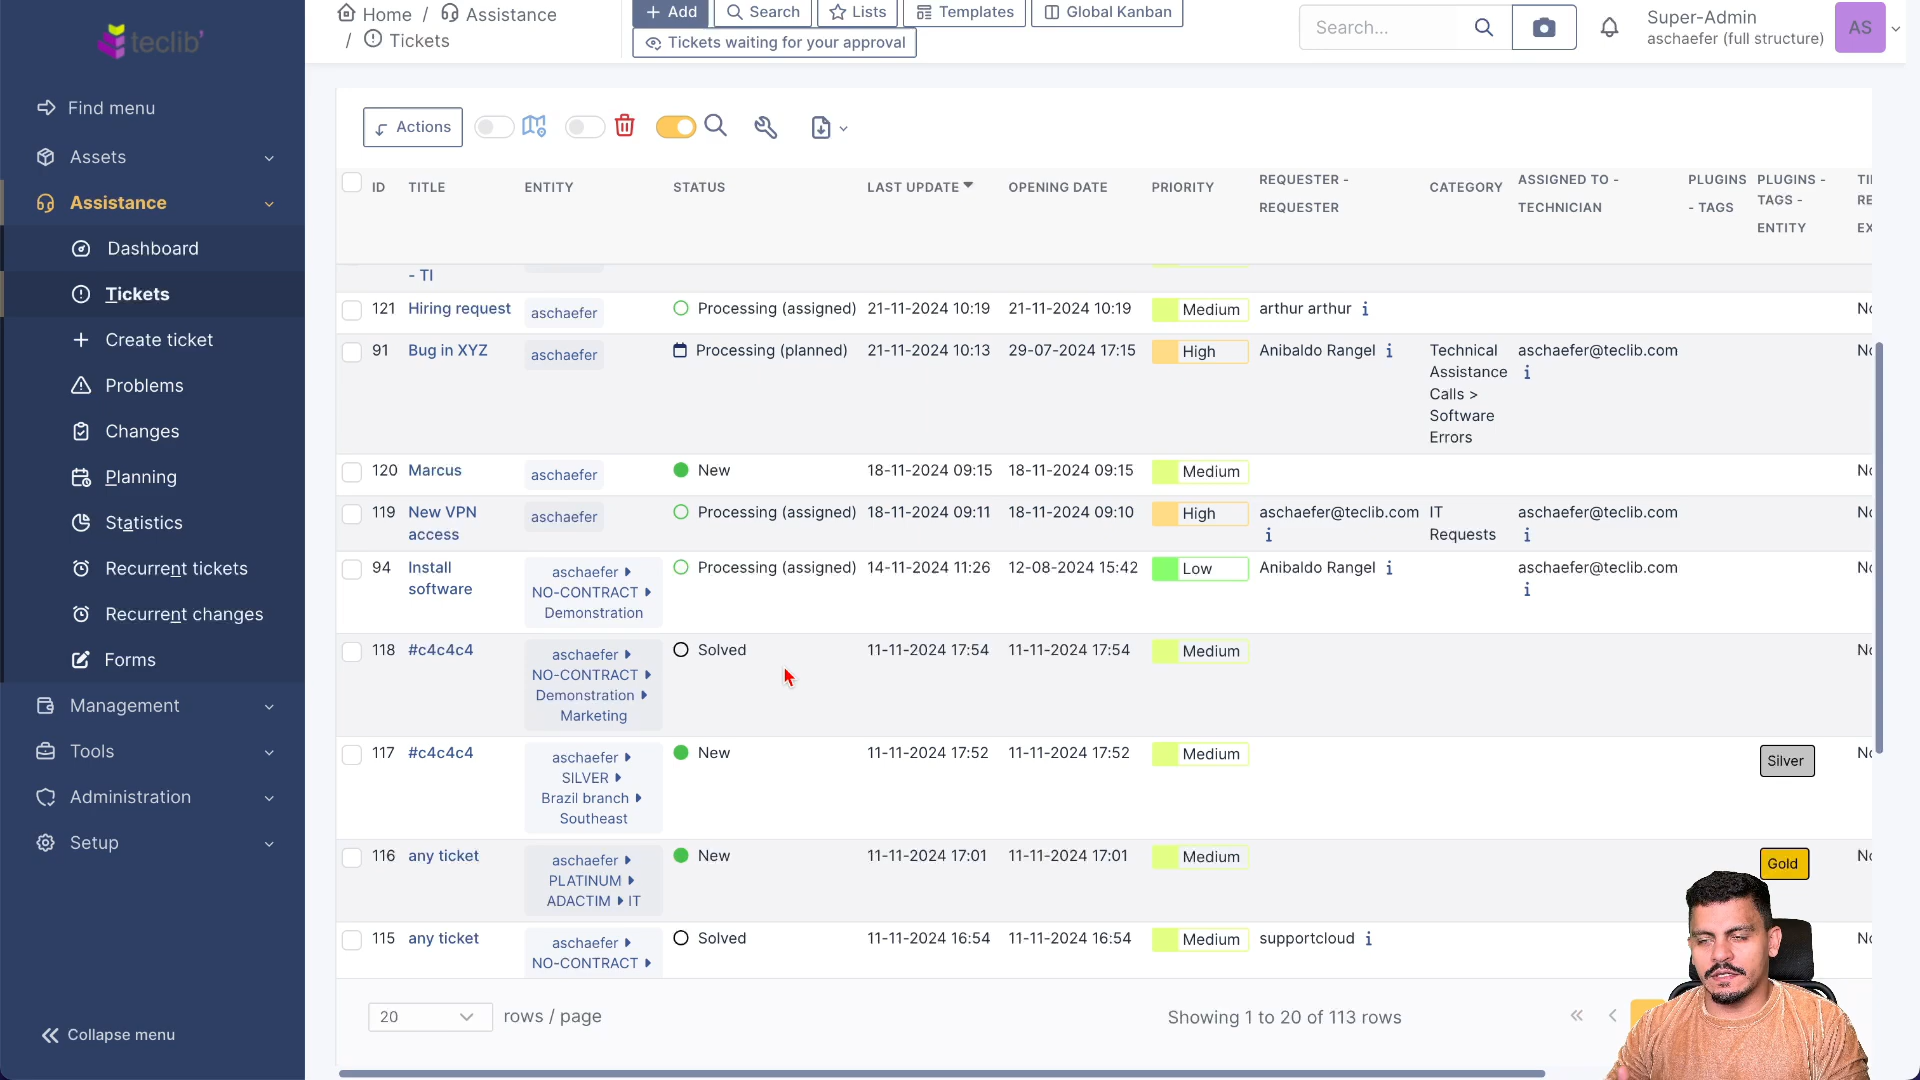 teclib'
Find menu
Assets
Assistance
Dashboard
Tickets
Create ticket
Problems
Changes
Planning
Statistics
Recurrent tickets
Recurrent changes
Forms
Management
Tools
Administration
Setup
Collapse menu
Home / Assistance
/ Tickets
+ Add Search Lists Templates Global Kanban
Tickets waiting for your approval
Search...
Super-Admin
aschaefer (full structure)
AS
Actions
ID TITLE ENTITY STATUS LAST UPDATE OPENING DATE PRIORITY REQUESTER - REQUESTER CATEGORY ASSIGNED TO - TECHNICIAN PLUGINS - TAGS PLUGINS - TAGS - ENTITY
- TI
121 Hiring request aschaefer Processing (assigned) 21-11-2024 10:19 21-11-2024 10:19 Medium arthur arthur i
91 Bug in XYZ aschaefer Processing (planned) 21-11-2024 10:13 29-07-2024 17:15 High Anibaldo Rangel i Technical aschaefer@teclib.com
Assistance i
Calls >
Software
Errors
120 Marcus aschaefer New 18-11-2024 09:15 18-11-2024 09:15 Medium
119 New VPN aschaefer Processing (assigned) 18-11-2024 09:11 18-11-2024 09:10 High aschaefer@teclib.com IT aschaefer@teclib.com
access i Requests i
94 Install aschaefer Processing (assigned) 14-11-2024 11:26 12-08-2024 15:42 Low Anibaldo Rangel i aschaefer@teclib.com
software NO-CONTRACT i
Demonstration
118 #c4c4c4 aschaefer Solved 11-11-2024 17:54 11-11-2024 17:54 Medium
NO-CONTRACT
Demonstration
Marketing
117 #c4c4c4 aschaefer New 11-11-2024 17:52 11-11-2024 17:52 Medium Silver
SILVER
Brazil branch
Southeast
116 any ticket aschaefer New 11-11-2024 17:01 11-11-2024 17:01 Medium Gold
PLATINUM
ADACTIM IT
115 any ticket aschaefer Solved 11-11-2024 16:54 11-11-2024 16:54 Medium supportcloud i
NO-CONTRACT
20 rows / page
Showing 1 to 20 of 113 rows